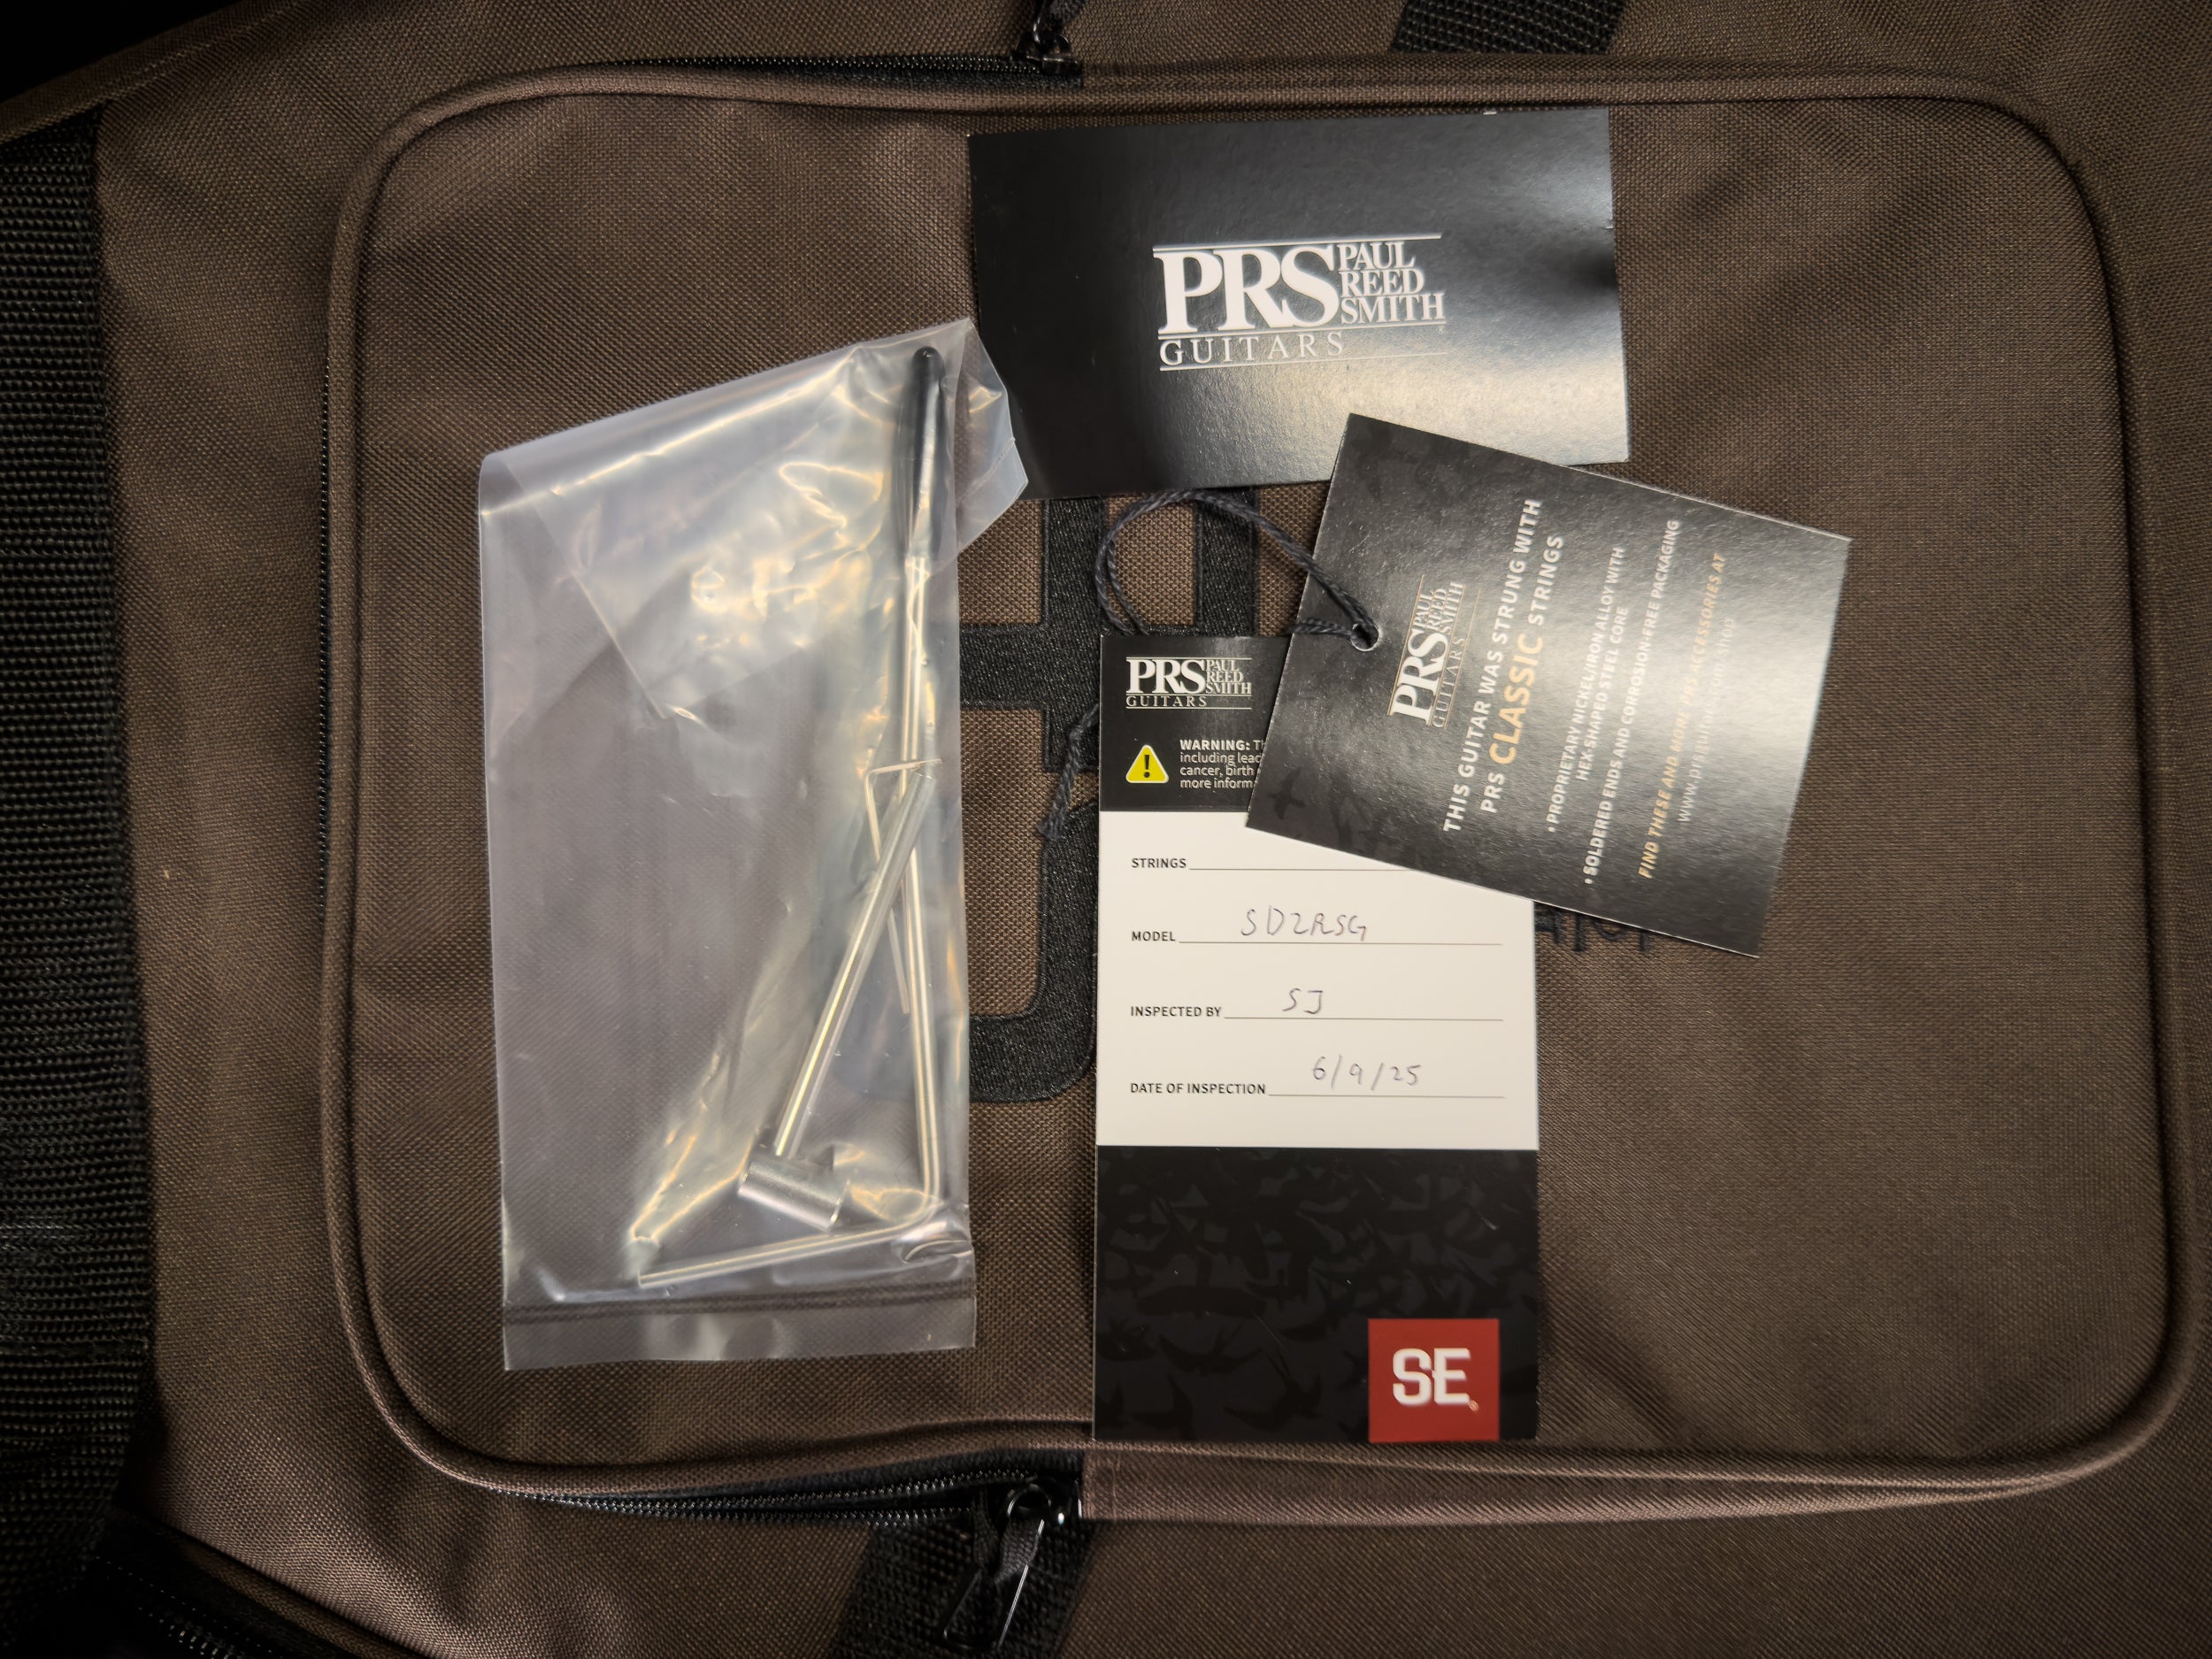 PRS PAUL
REED
SMITH
GUITARS
PRS PAUL
REED
SMITH
GUITARS
THIS GUITAR WAS STRUNG WITH
PRS CLASSIC STRINGS
• PROPRIETARY NICKEL/IRON ALLOY WITH
HEX-SHAPED STEEL CORE
• SOLDERED ENDS AND CORROSION-FREE PACKAGING
FIND THESE AND MORE PRS ACCESSORIES AT
PRS PAUL
REED
SMITH
GUITARS
WARNING:
including
cancer, birth
more
STRINGS
MODEL SD2RSG
INSPECTED BY SJ
DATE OF INSPECTION 6/9/25
SE